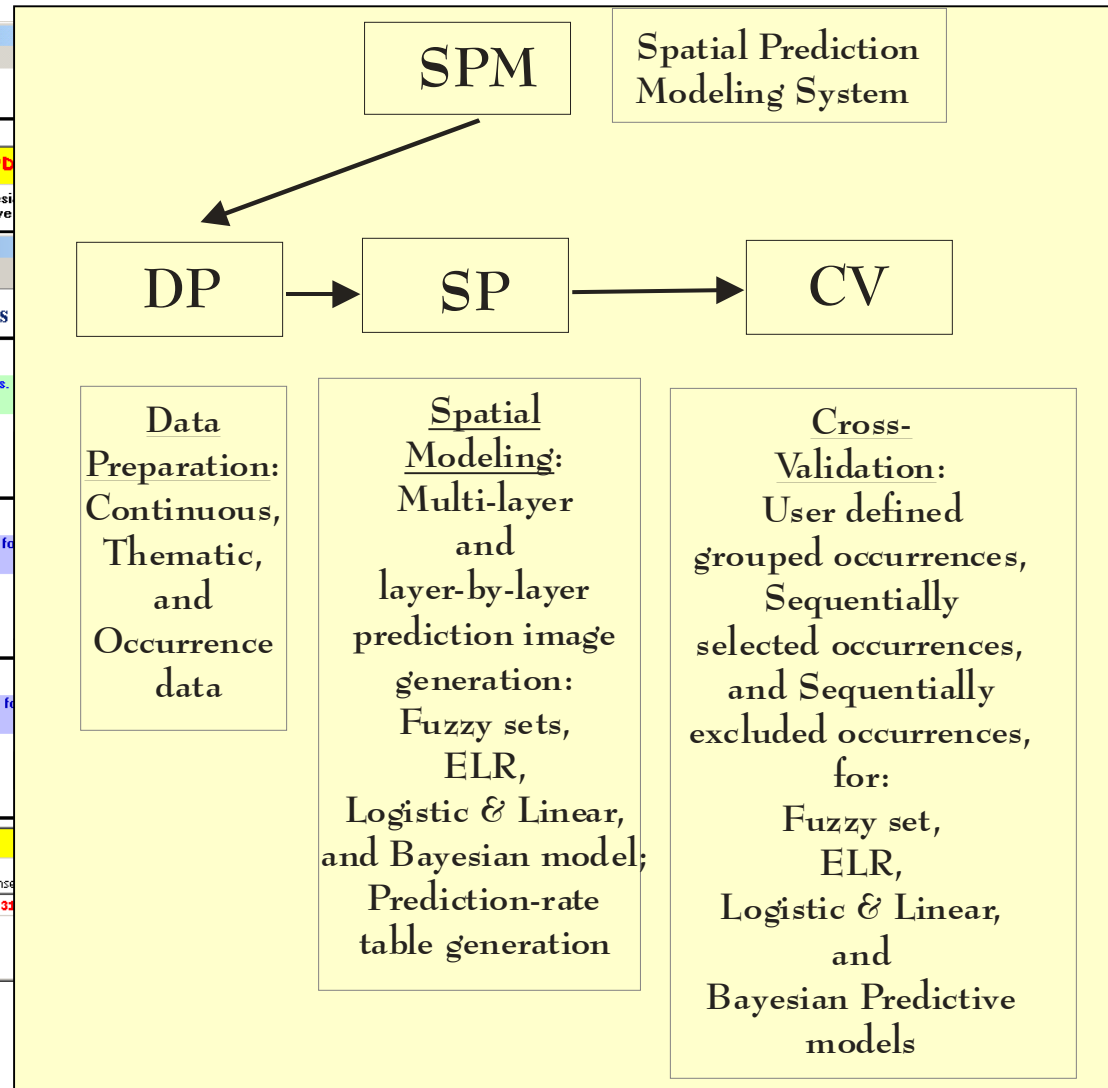 SPM
Spatial Prediction
Modeling System
DP
SP
CV
Data
Preparation:
Continuous,
Thematic,
and
Occurrence
data
Spatial
Modeling:
Multi-layer
and
layer-by-layer
prediction image
generation:
Fuzzy sets,
ELR,
Logistic & Linear,
and Bayesian model;
Prediction-rate
table generation
Cross-
Validation:
User defined
grouped occurrences,
Sequentially
selected occurrences,
and Sequentially
excluded occurrences,
for:
Fuzzy set,
ELR,
Logistic & Linear,
and
Bayesian Predictive
models